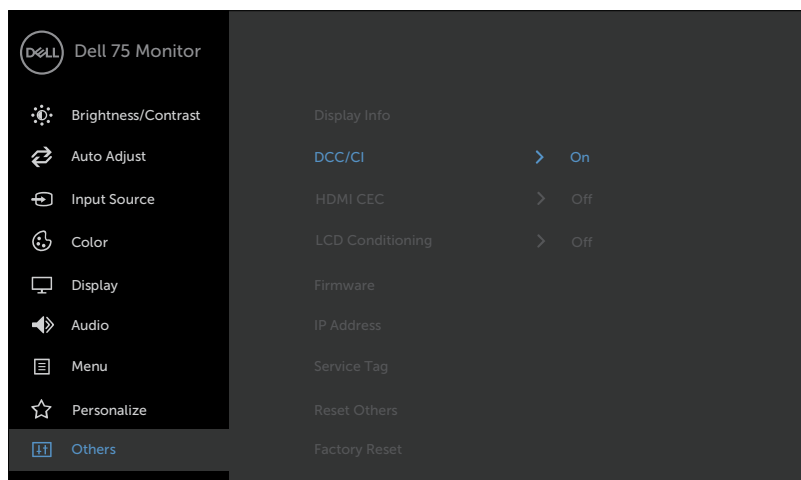 DELL Dell 75 Monitor
Brightness/Contrast Display Info
Auto Adjust DCC/CI On
Input Source HDMI CEC Off
Color LCD Conditioning Off
Display Firmware
Audio IP Address
Menu Service Tag
Personalize Reset Others
Others Factory Reset